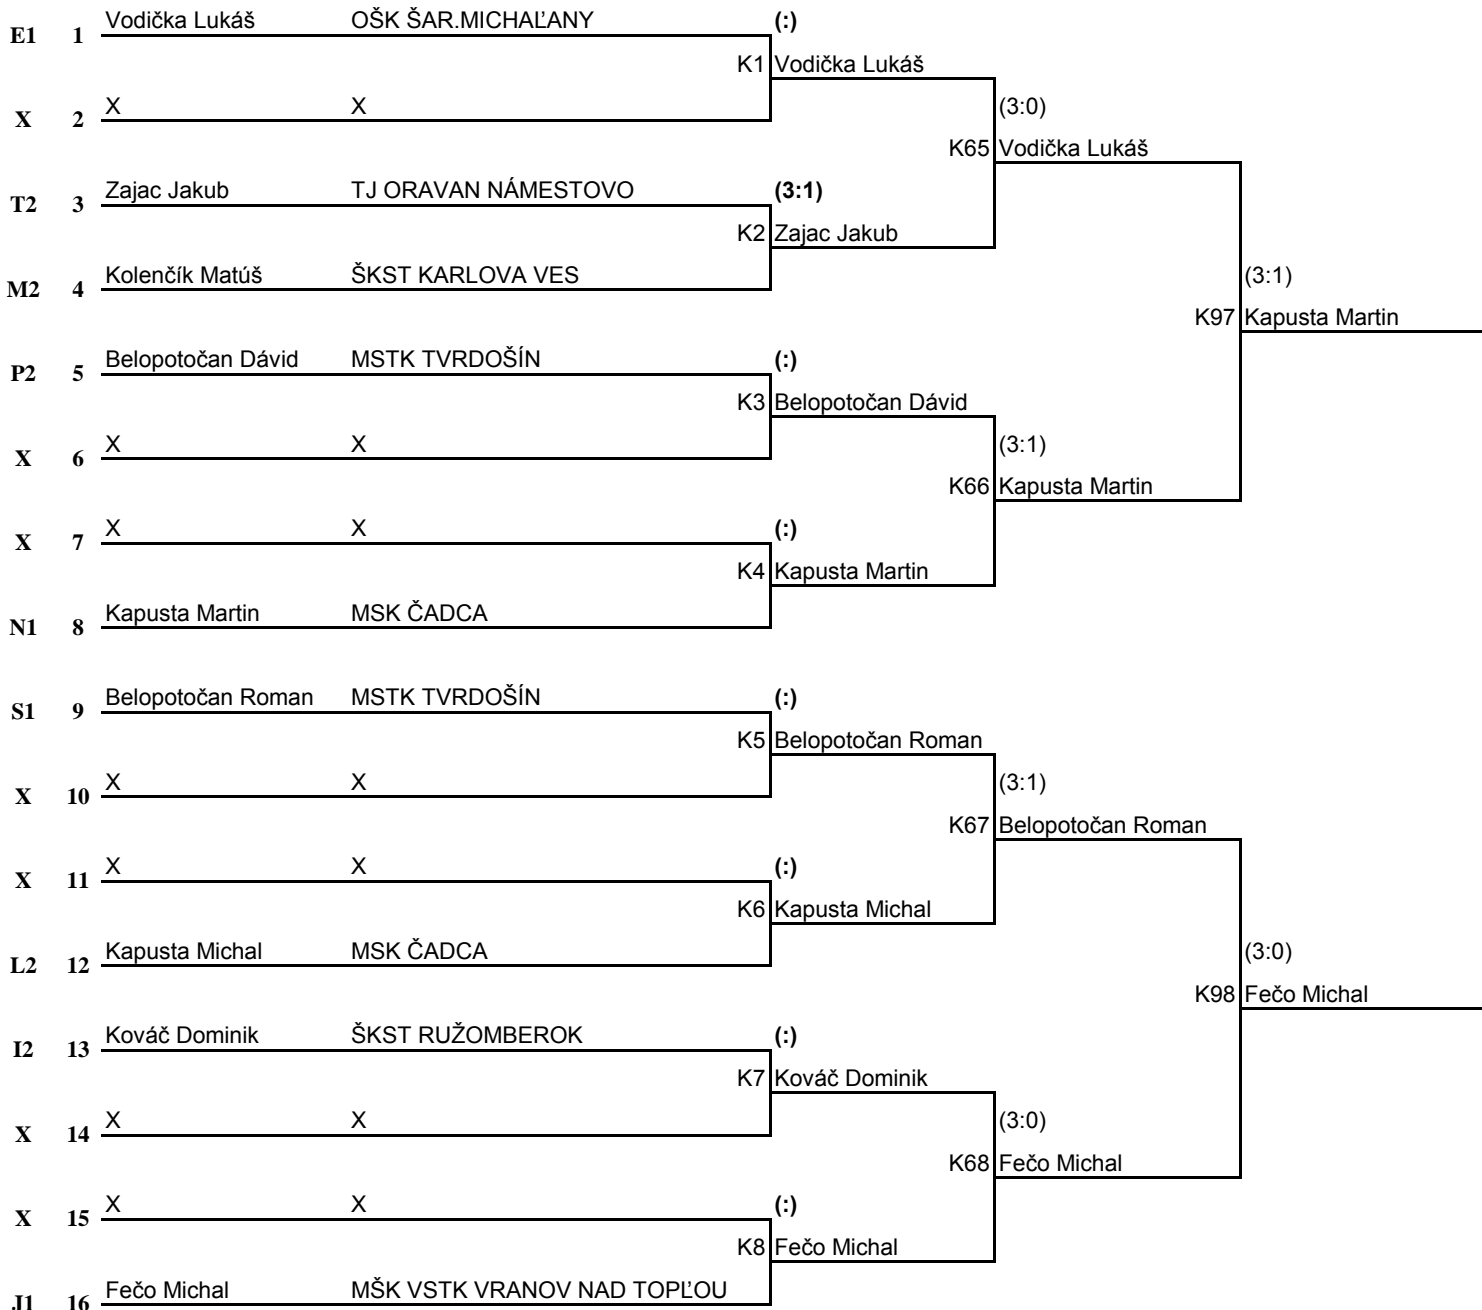 E1 1 Vodička Lukáš OŠK ŠAR.MICHAĽANY (:)
K1 Vodička Lukáš
X 2 X X (3:0)
K65 Vodička Lukáš
T2 3 Zajac Jakub TJ ORAVAN NÁMESTOVO (3:1)
K2 Zajac Jakub
M2 4 Kolenčík Matúš ŠKST KARLOVA VES (3:1)
K97 Kapusta Martin
P2 5 Belopotočan Dávid MSTK TVRDOŠÍN (:)
K3 Belopotočan Dávid
X 6 X X (3:1)
K66 Kapusta Martin
X 7 X X (:)
K4 Kapusta Martin
N1 8 Kapusta Martin MSK ČADCA
S1 9 Belopotočan Roman MSTK TVRDOŠÍN (:)
K5 Belopotočan Roman
X 10 X X (3:1)
K67 Belopotočan Roman
X 11 X X (:)
K6 Kapusta Michal
L2 12 Kapusta Michal MSK ČADCA (3:0)
K98 Fečo Michal
I2 13 Kováč Dominik ŠKST RUŽOMBEROK (:)
K7 Kováč Dominik
X 14 X X (3:0)
K68 Fečo Michal
X 15 X X (:)
K8 Fečo Michal
J1 16 Fečo Michal MŠK VSTK VRANOV NAD TOPĽOU